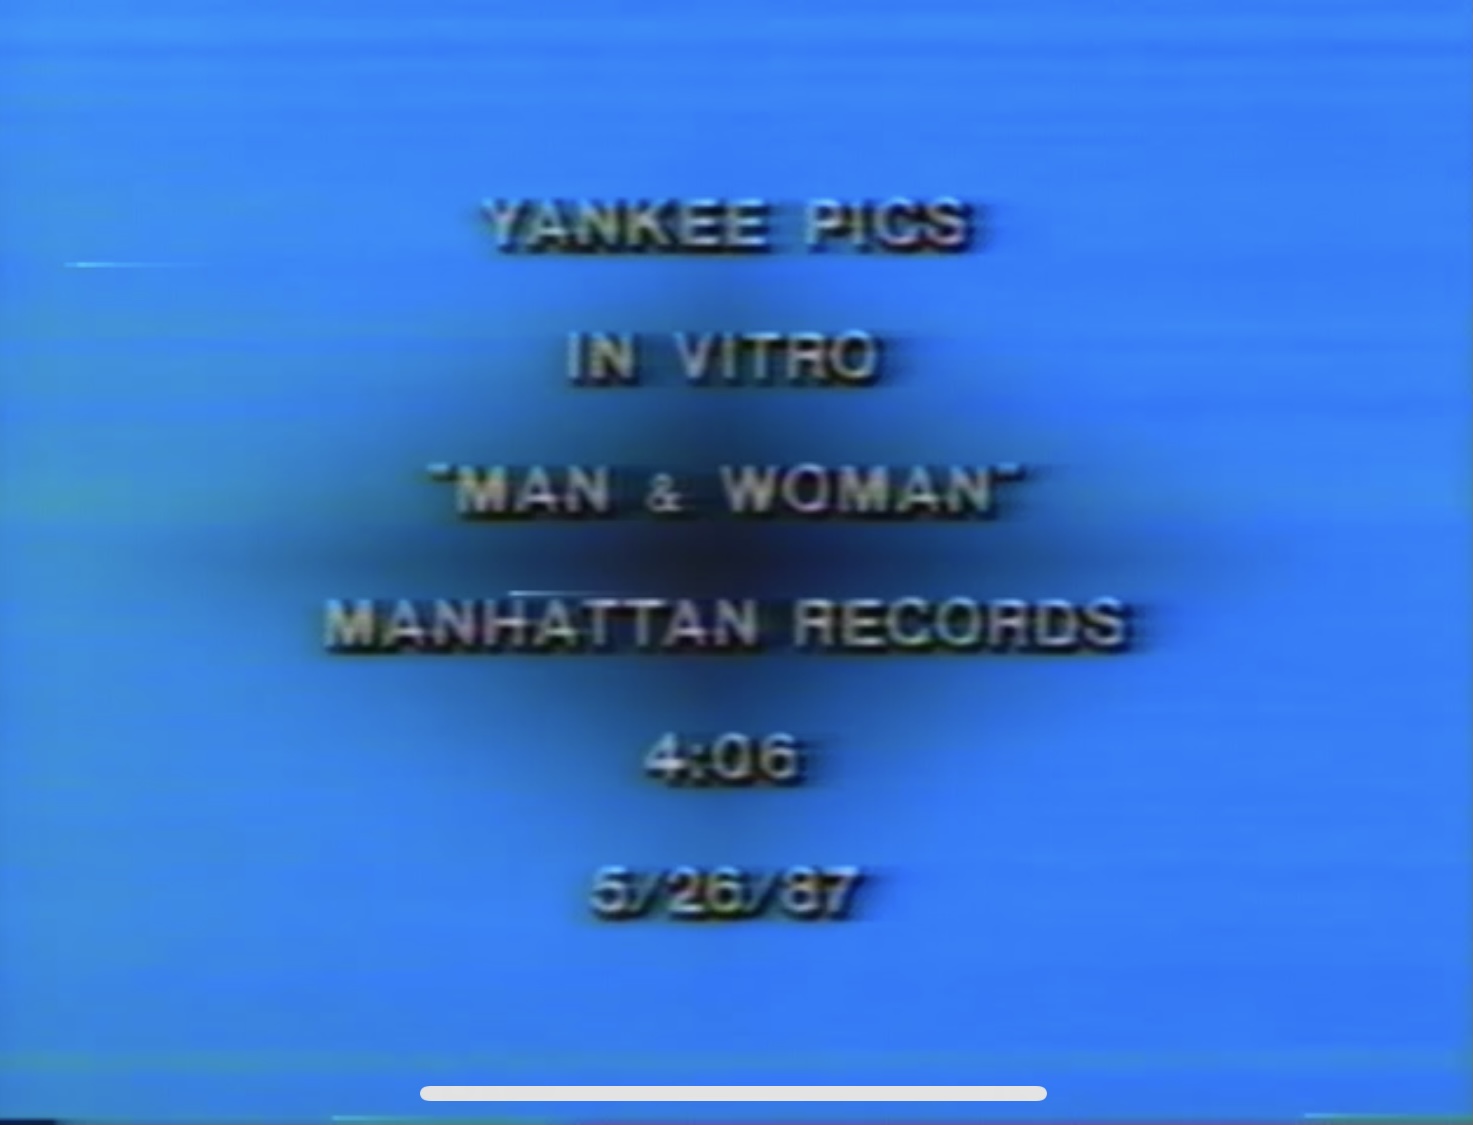 YANKEE PICS
IN VITRO
"MAN & WOMAN"
MANHATTAN RECORDS
4:06
5/26/87